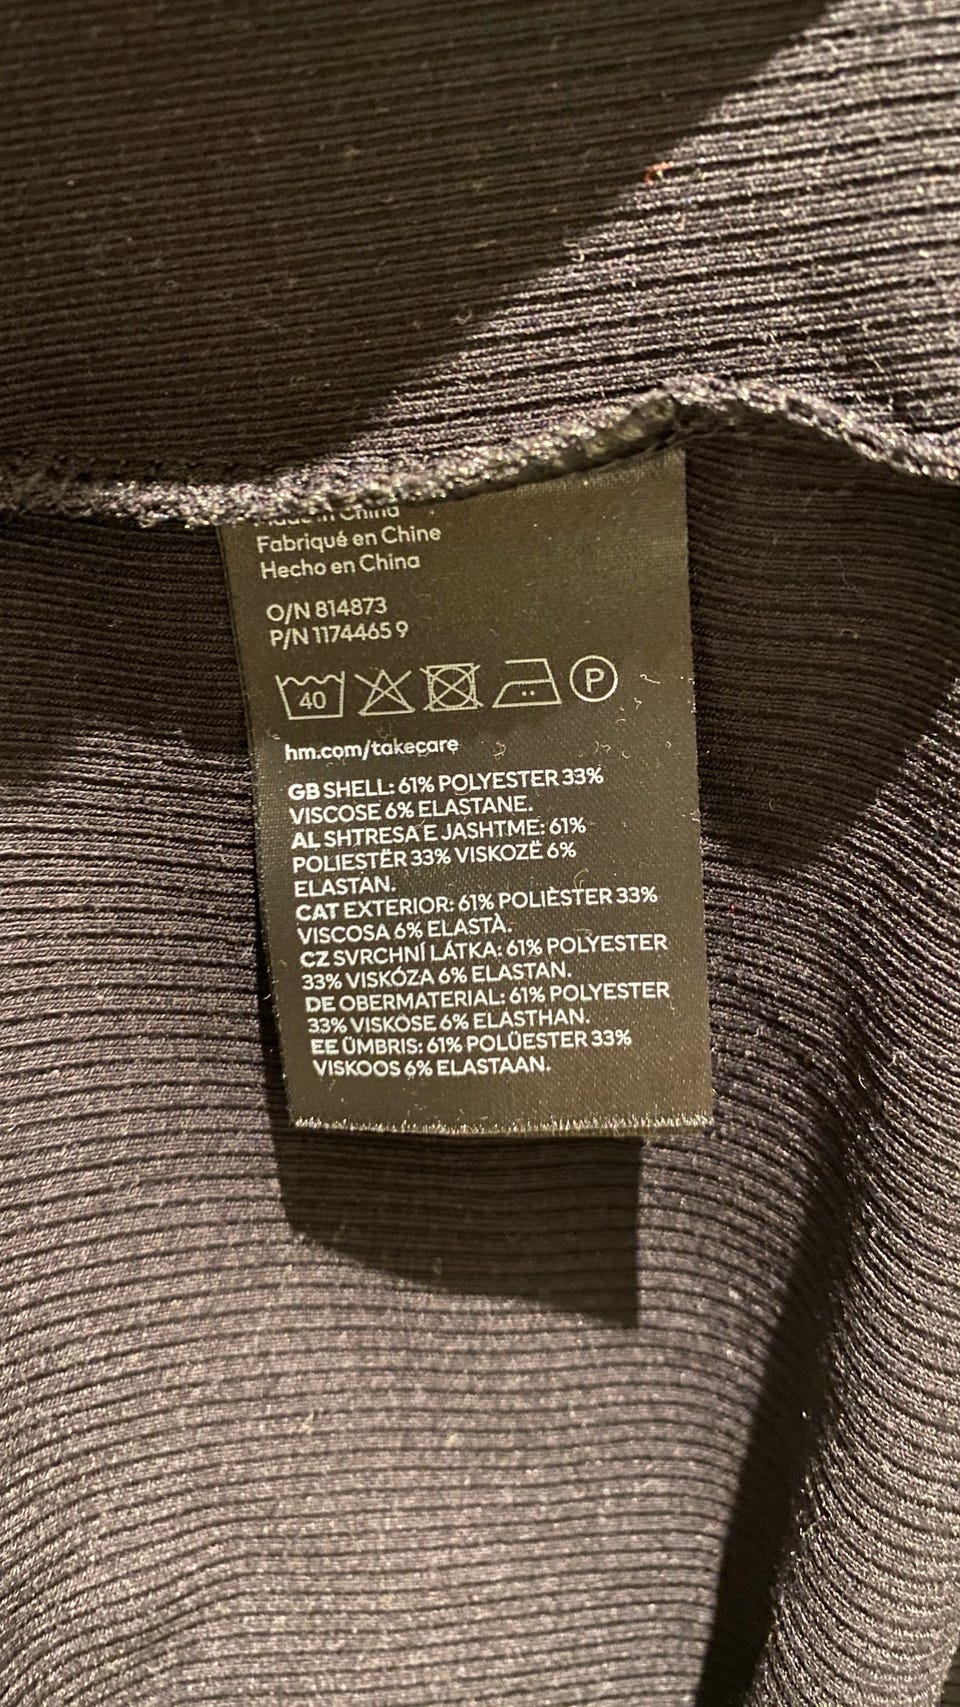 Made in China
Fabriqué en Chine
Hecho en China
O/N 814873
P/N 1174465 9
40 P
hm.com/takecare
GB SHELL: 61% POLYESTER 33%
VISCOSE 6% ELASTANE.
AL SHTRESA E JASHTME: 61%
POLIESTËR 33% VISKOZË 6%
ELASTAN.
CAT EXTERIOR: 61% POLIÈSTER 33%
VISCOSA 6% ELASTÀ.
CZ SVRCHNÍ LÁTKA: 61% POLYESTER
33% VISKÓZA 6% ELASTAN.
DE OBERMATERIAL: 61% POLYESTER
33% VISKOSE 6% ELASTHAN.
EE ÜMBRIS: 61% POLÜESTER 33%
VISKOOS 6% ELASTAAN.